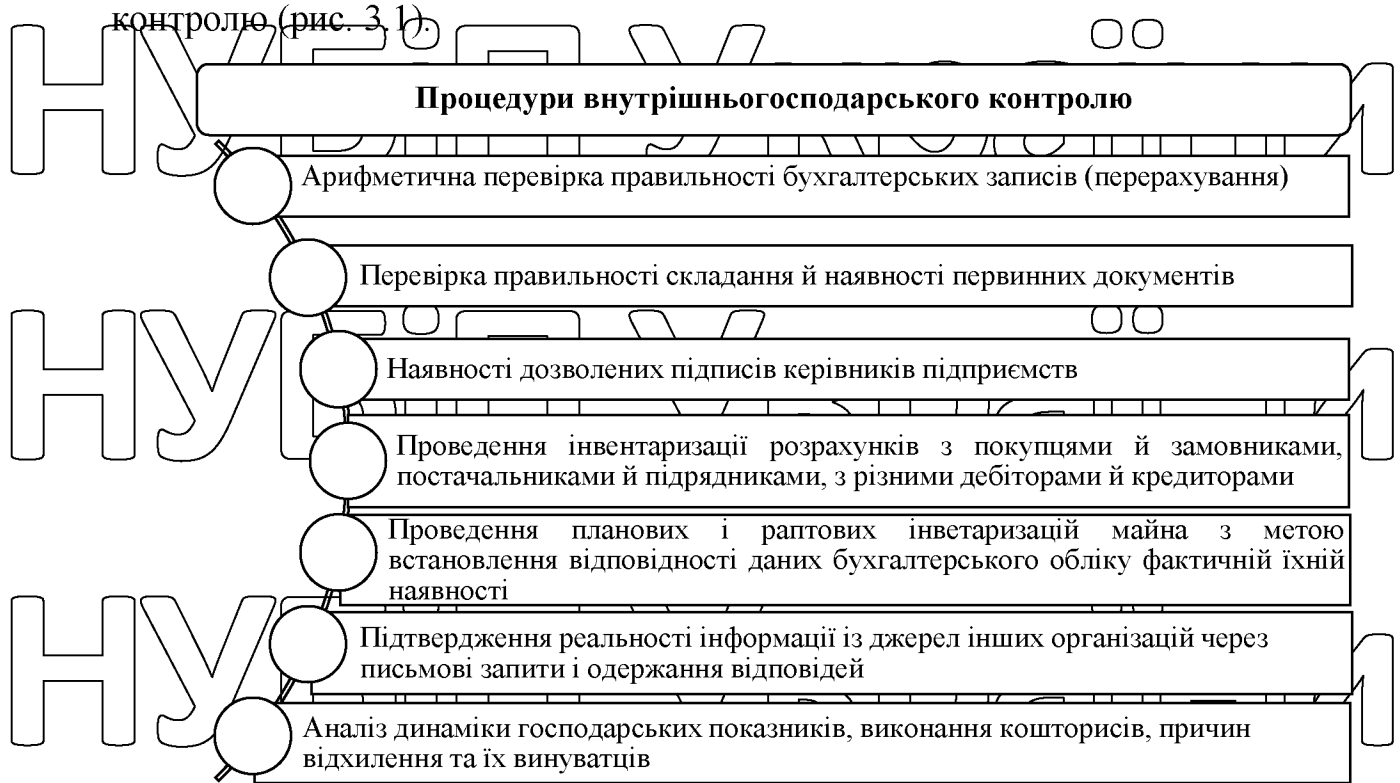 контролю (рис. 3.1).
Процедури внутрішньогосподарського контролю
Арифметична перевірка правильності бухгалтерських записів (перерахування)
Перевірка правильності складання й наявності первинних документів
Наявності дозволених підписів керівників підприємств
Проведення інвентаризації розрахунків з покупцями й замовниками,
постачальниками й підрядниками, з різними дебіторами й кредиторами
Проведення планових і раптових інветаризацій майна з метою
встановлення відповідності даних бухгалтерського обліку фактичній їхній
наявності
Підтвердження реальності інформації із джерел інших організацій через
письмові запити і одержання відповідей
Аналіз динаміки господарських показників, виконання кошторисів, причин
відхилення та їх винуватців